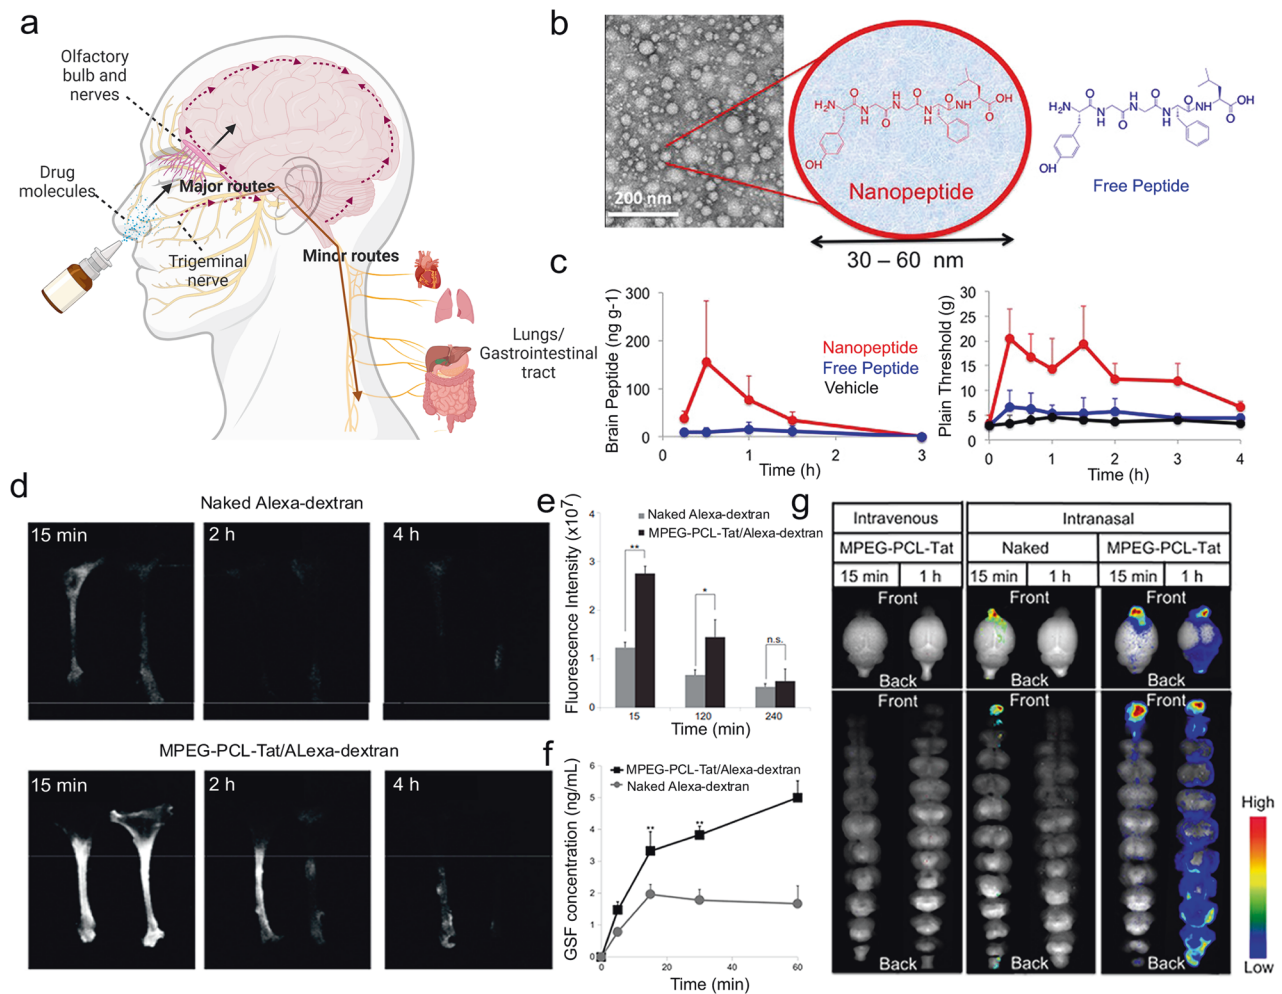 a
Olfactory
bulb and
nerves
Drug
molecules
Major routes
Trigeminal
nerve
Minor routes
Lungs/
Gastrointestinal
tract
b
200 nm
H₂N
O
H
N
O
N
H
O
H
N
O
N
H
O
OH
OH
Nanopeptide
30 – 60 nm
H₂N
O
H
N
O
N
H
O
H
N
O
N
H
O
OH
OH
Free Peptide
c
Brain Peptide (ng g-1)
300
200
100
0
0
1
2
3
Time (h)
Nanopeptide
Free Peptide
Vehicle
Plain Threshold (g)
30
25
20
15
10
5
0
0
1
2
3
4
Time (h)
d
Naked Alexa-dextran
15 min
2 h
4 h
MPEG-PCL-Tat/ALexa-dextran
15 min
2 h
4 h
e
Fluorescence Intensity (x10⁷)
4
3
2
1
0
Naked Alexa-dextran
MPEG-PCL-Tat/Alexa-dextran
**
*
n.s.
15
120
240
Time (min)
f
GSF concentration (ng/mL)
6
5
4
3
2
1
0
MPEG-PCL-Tat/Alexa-dextran
Naked Alexa-dextran
**
**
0
20
40
60
Time (min)
g
Intravenous
Intranasal
MPEG-PCL-Tat
Naked
MPEG-PCL-Tat
15 min
1 h
15 min
1 h
15 min
1 h
Front
Front
Front
Back
Back
Back
Front
Front
Front
Back
Back
Back
High
Low